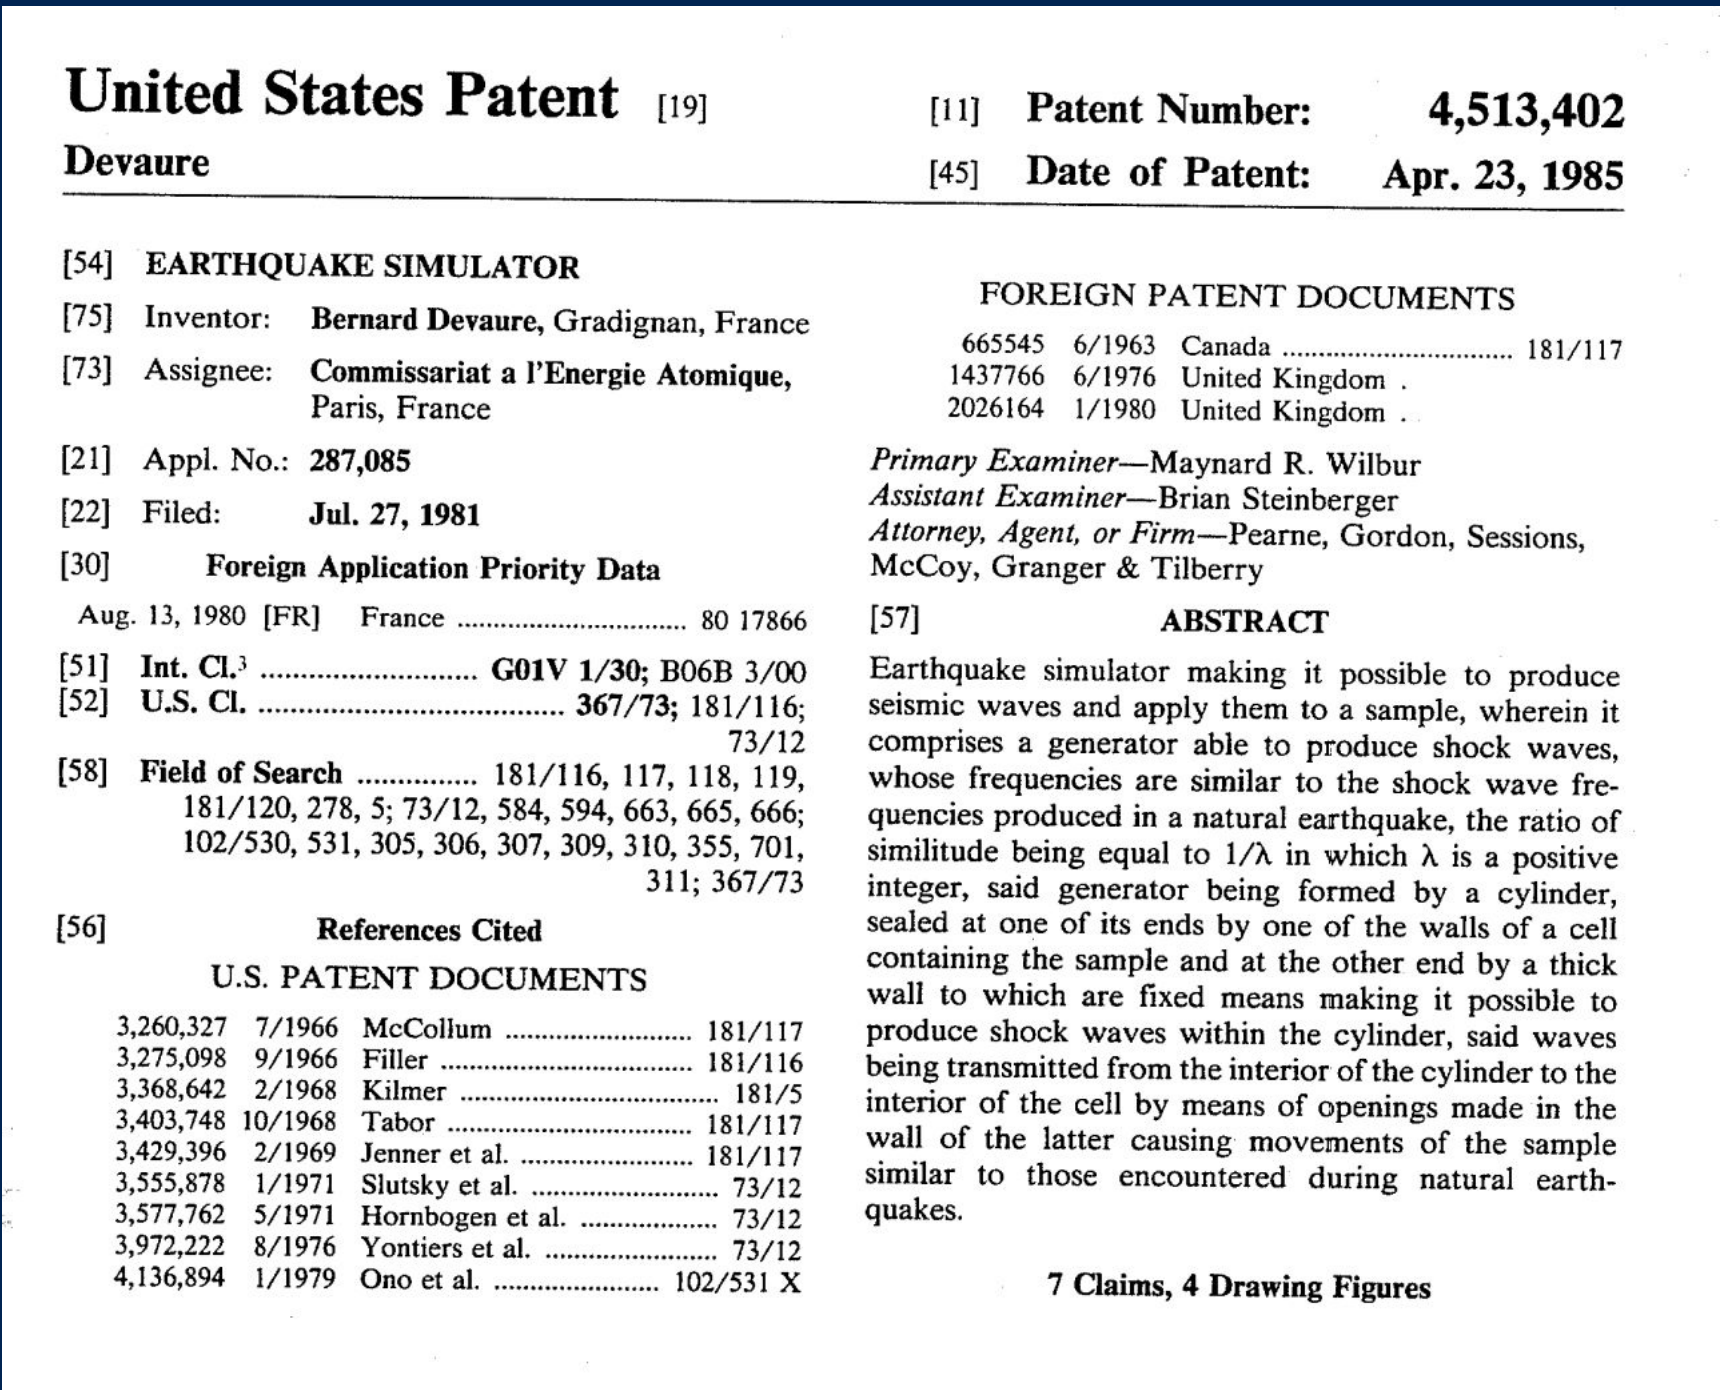 United States Patent [19]
Devaure
[11] Patent Number: 4,513,402
[45] Date of Patent: Apr. 23, 1985
[54] EARTHQUAKE SIMULATOR
[75] Inventor: Bernard Devaure, Gradignan, France
[73] Assignee: Commissariat a l'Energie Atomique,
Paris, France
[21] Appl. No.: 287,085
[22] Filed: Jul. 27, 1981
[30] Foreign Application Priority Data
Aug. 13, 1980 [FR] France ............................... 80 17866
[51] Int. Cl.³ ........................... G01V 1/30; B06B 3/00
[52] U.S. Cl. ...................................... 367/73; 181/116;
73/12
[58] Field of Search ............... 181/116, 117, 118, 119,
181/120, 278, 5; 73/12, 584, 594, 663, 665, 666;
102/530, 531, 305, 306, 307, 309, 310, 355, 701,
311; 367/73
[56] References Cited
U.S. PATENT DOCUMENTS
3,260,327 7/1966 McCollum ........................... 181/117
3,275,098 9/1966 Filler .................................... 181/116
3,368,642 2/1968 Kilmer ..................................... 181/5
3,403,748 10/1968 Tabor ................................... 181/117
3,429,396 2/1969 Jenner et al. ......................... 181/117
3,555,878 1/1971 Slutsky et al. ........................... 73/12
3,577,762 5/1971 Hornbogen et al. .................... 73/12
3,972,222 8/1976 Yontiers et al. ......................... 73/12
4,136,894 1/1979 Ono et al. ........................ 102/531 X
FOREIGN PATENT DOCUMENTS
665545 6/1963 Canada ................................. 181/117
1437766 6/1976 United Kingdom .
2026164 1/1980 United Kingdom .
Primary Examiner—Maynard R. Wilbur
Assistant Examiner—Brian Steinberger
Attorney, Agent, or Firm—Pearne, Gordon, Sessions,
McCoy, Granger & Tilberry
[57] ABSTRACT
Earthquake simulator making it possible to produce
seismic waves and apply them to a sample, wherein it
comprises a generator able to produce shock waves,
whose frequencies are similar to the shock wave fre-
quencies produced in a natural earthquake, the ratio of
similitude being equal to 1/λ in which λ is a positive
integer, said generator being formed by a cylinder,
sealed at one of its ends by one of the walls of a cell
containing the sample and at the other end by a thick
wall to which are fixed means making it possible to
produce shock waves within the cylinder, said waves
being transmitted from the interior of the cylinder to the
interior of the cell by means of openings made in the
wall of the latter causing movements of the sample
similar to those encountered during natural earth-
quakes.
7 Claims, 4 Drawing Figures